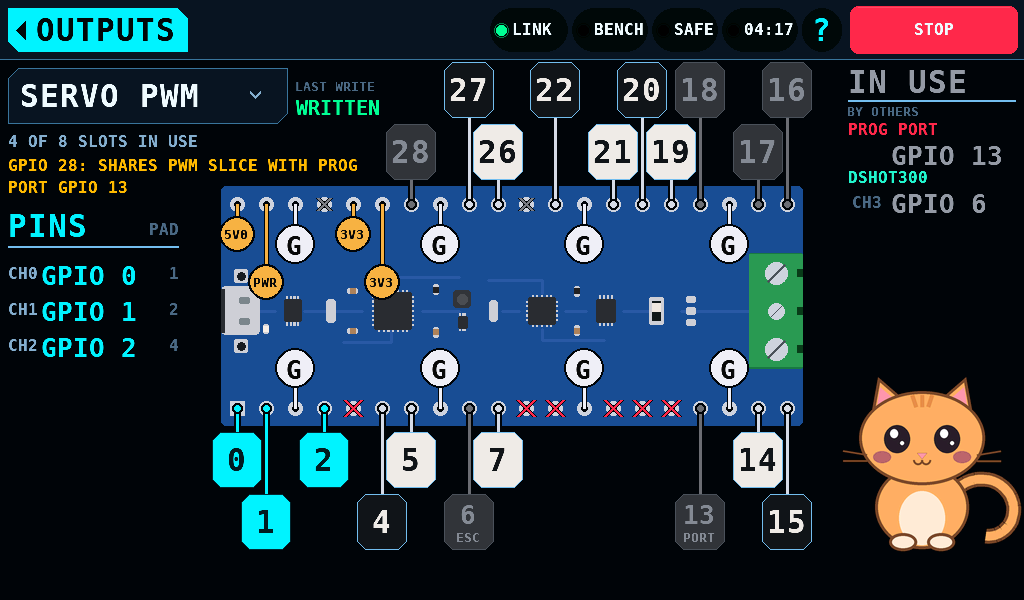 OUTPUTS
LINK
BENCH
SAFE
04:17
?
STOP
SERVO PWM
LAST WRITE
WRITTEN
4 OF 8 SLOTS IN USE
GPIO 28: SHARES PWM SLICE WITH PROG
PORT GPIO 13
PINS PAD
CH0 GPIO 0 1
CH1 GPIO 1 2
CH2 GPIO 2 4
27 22 20 18 16
28 26 21 19 17
5V0 G 3V3 G G G
PWR 3V3
G G G G
0 2 5 7 14
1 4 6 13 15
ESC PORT
IN USE
BY OTHERS
PROG PORT
GPIO 13
DSHOT300
CH3 GPIO 6